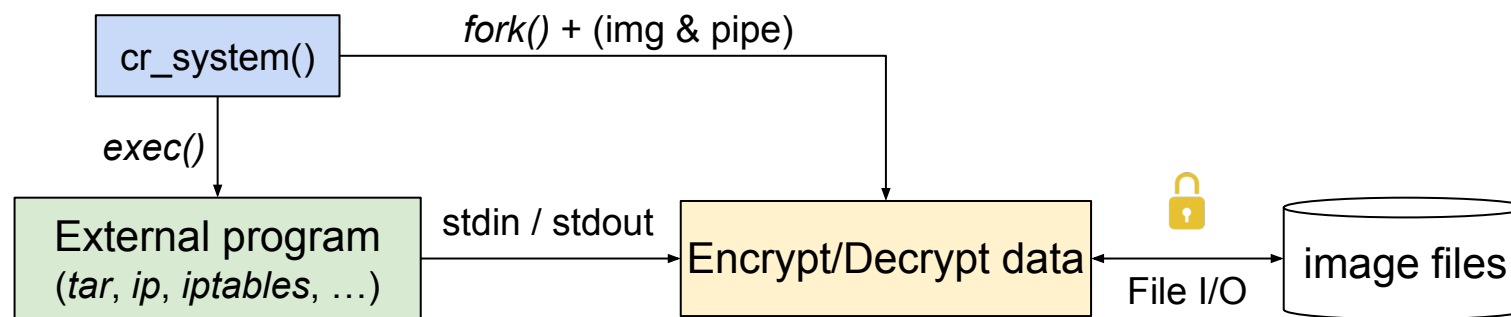 cr_system()
fork() + (img & pipe)
exec()
External program
(tar, ip, iptables, …)
stdin / stdout
Encrypt/Decrypt data
File I/O
image files